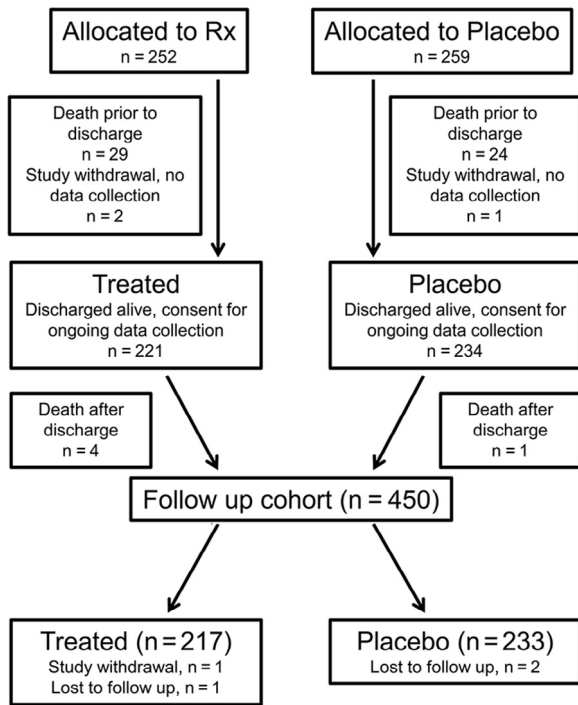 Allocated to Rx
n = 252
Allocated to Placebo
n = 259
Death prior to
discharge
n = 29
Study withdrawal, no
data collection
n = 2
Death prior to
discharge
n = 24
Study withdrawal, no
data collection
n = 1
Treated
Discharged alive, consent for
ongoing data collection
n = 221
Placebo
Discharged alive, consent for
ongoing data collection
n = 234
Death after
discharge
n = 4
Death after
discharge
n = 1
Follow up cohort (n = 450)
Treated (n = 217)
Study withdrawal, n = 1
Lost to follow up, n = 1
Placebo (n = 233)
Lost to follow up, n = 2